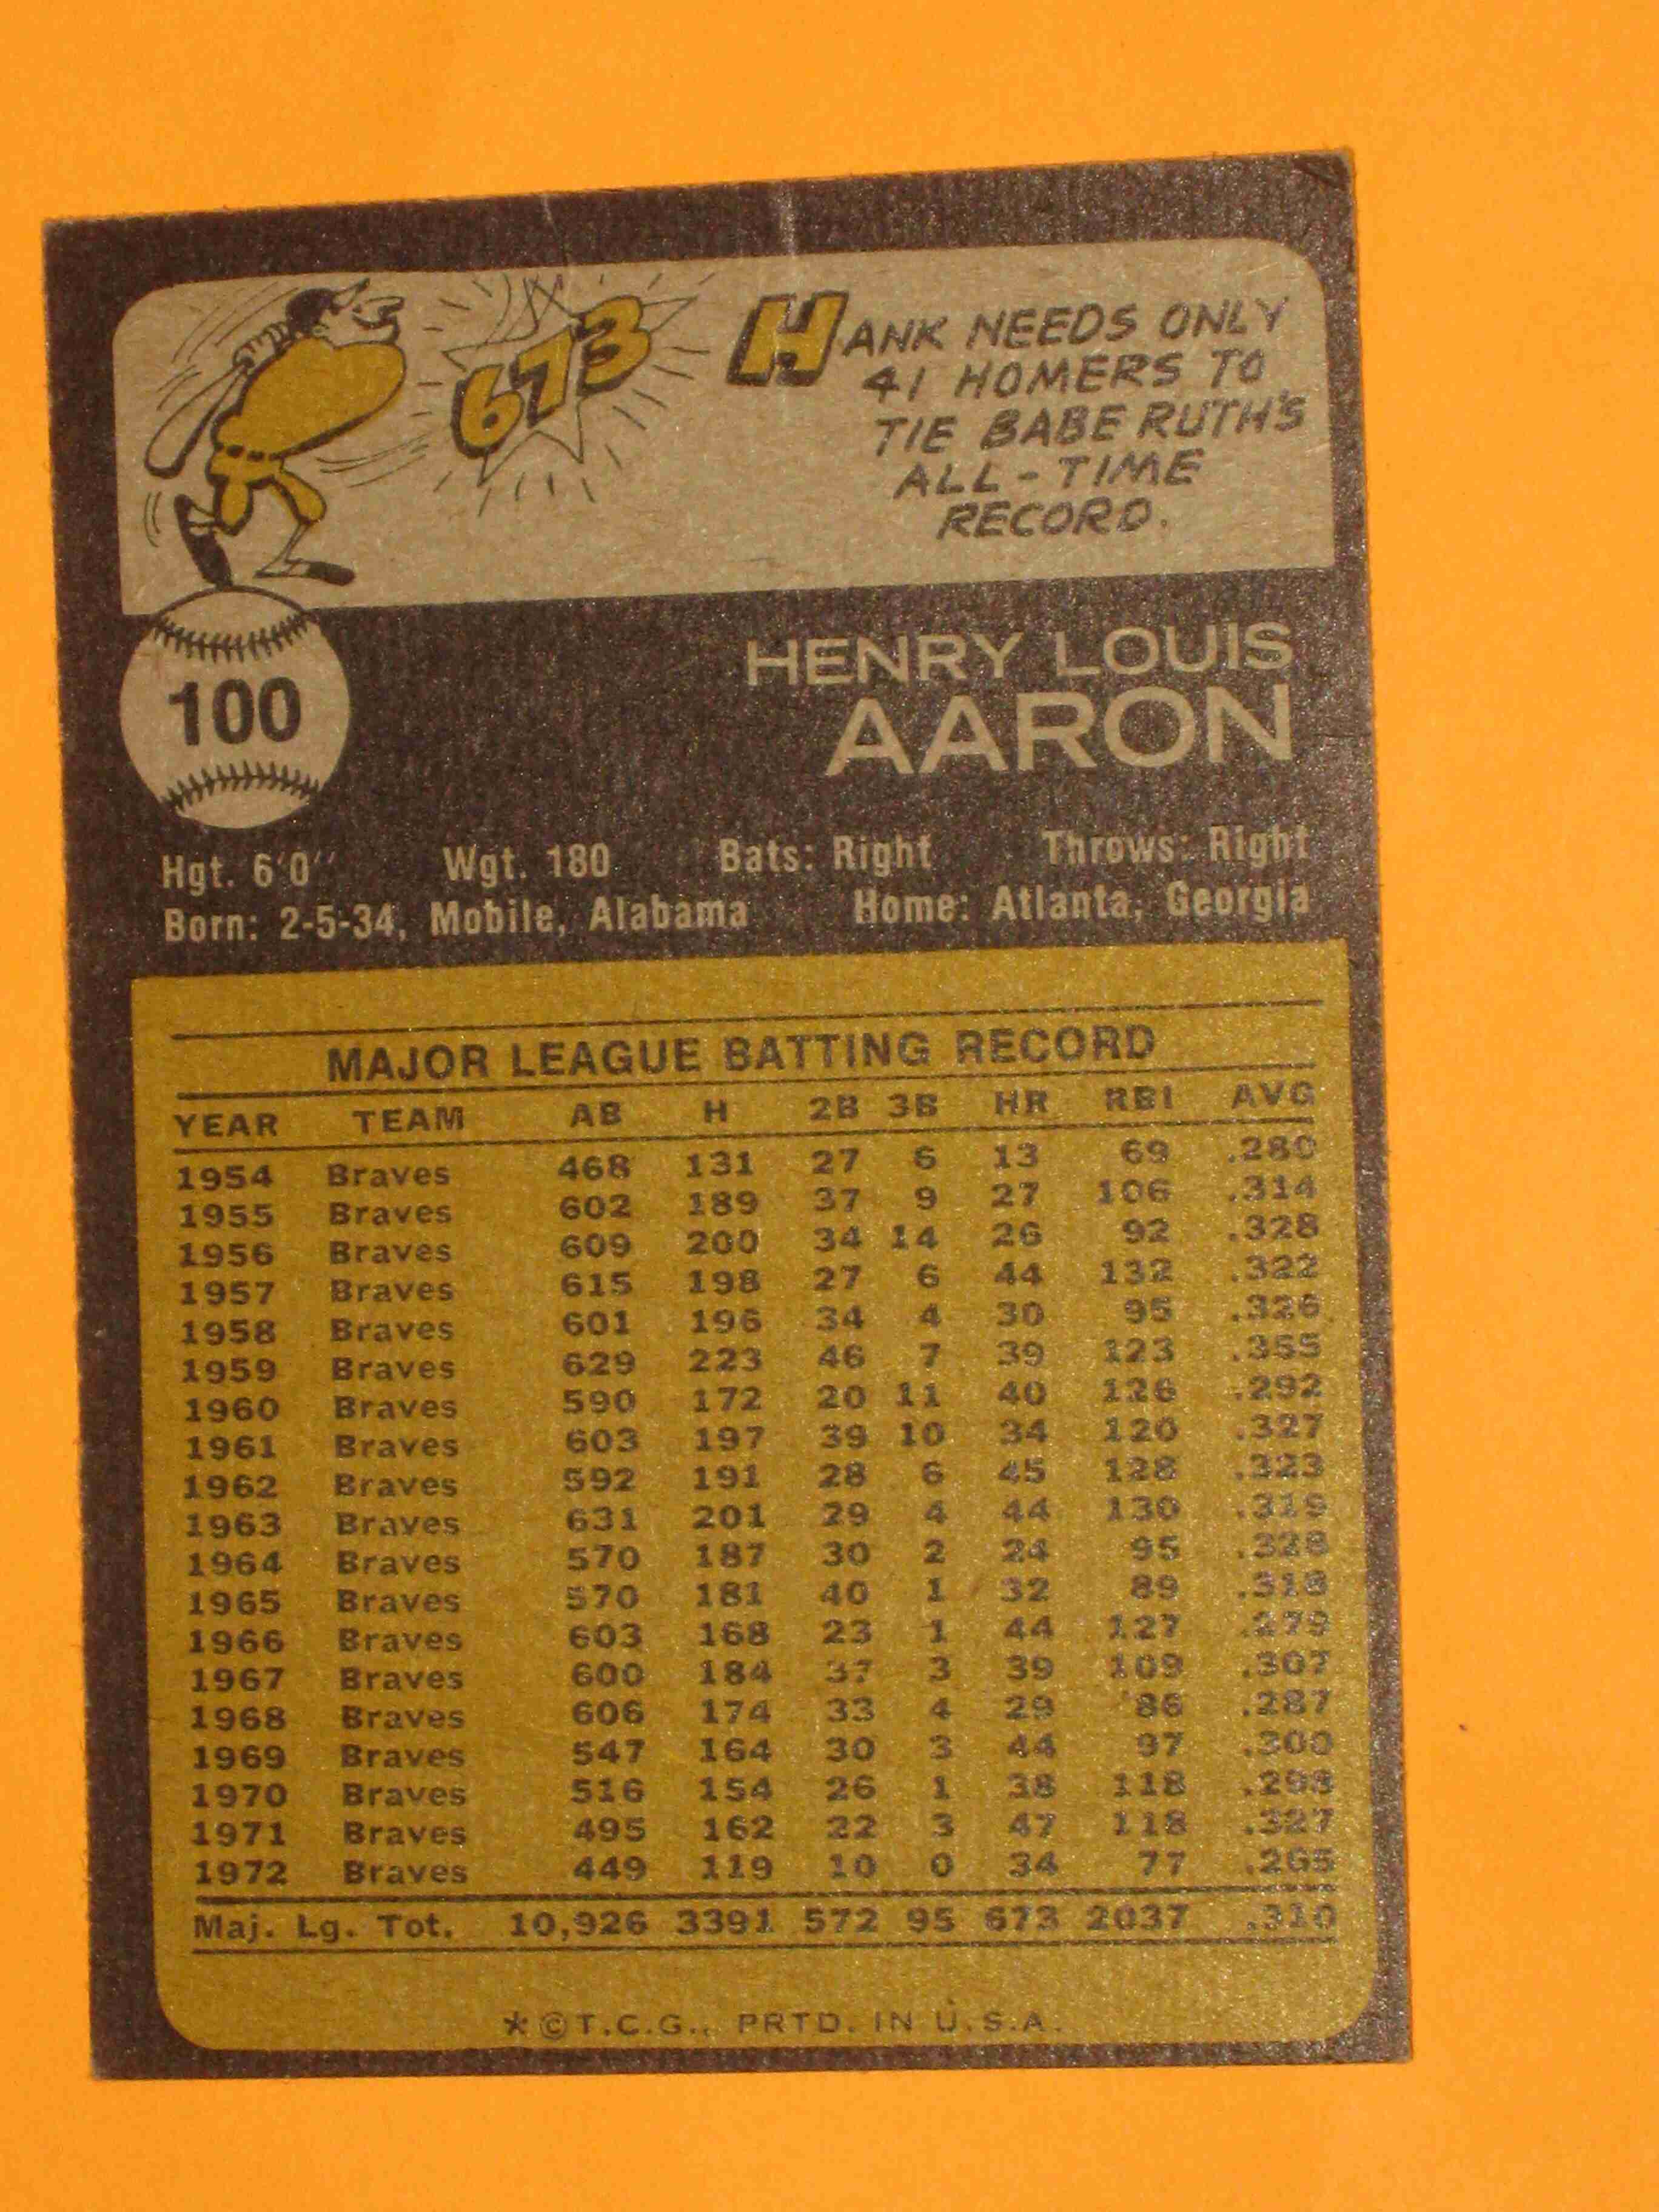 673
HANK NEEDS ONLY
41 HOMERS TO
TIE BABE RUTH'S
ALL-TIME
RECORD.
100
HENRY LOUIS
AARON
Hgt. 6'0" Wgt. 180 Bats: Right Throws: Right
Born: 2-5-34, Mobile, Alabama Home: Atlanta, Georgia
MAJOR LEAGUE BATTING RECORD
YEAR TEAM AB H 2B 3B HR RBI AVG
1954 Braves 468 131 27 6 13 69 .280
1955 Braves 602 189 37 9 27 106 .314
1956 Braves 609 200 34 14 26 92 .328
1957 Braves 615 198 27 6 44 132 .322
1958 Braves 601 196 34 4 30 95 .326
1959 Braves 629 223 46 7 39 123 .355
1960 Braves 590 172 20 11 40 126 .292
1961 Braves 603 197 39 10 34 120 .327
1962 Braves 592 191 28 6 45 128 .323
1963 Braves 631 201 29 4 44 130 .319
1964 Braves 570 187 30 2 24 95 .328
1965 Braves 570 181 40 1 32 89 .318
1966 Braves 603 168 23 1 44 127 .279
1967 Braves 600 184 37 3 39 109 .307
1968 Braves 606 174 33 4 29 86 .287
1969 Braves 547 164 30 3 44 97 .300
1970 Braves 516 154 26 1 38 118 .298
1971 Braves 495 162 22 3 47 118 .327
1972 Braves 449 119 10 0 34 77 .265
Maj. Lg. Tot. 10,926 3391 572 95 673 2037 .310
*©T.C.G., PRTD. IN U.S.A.